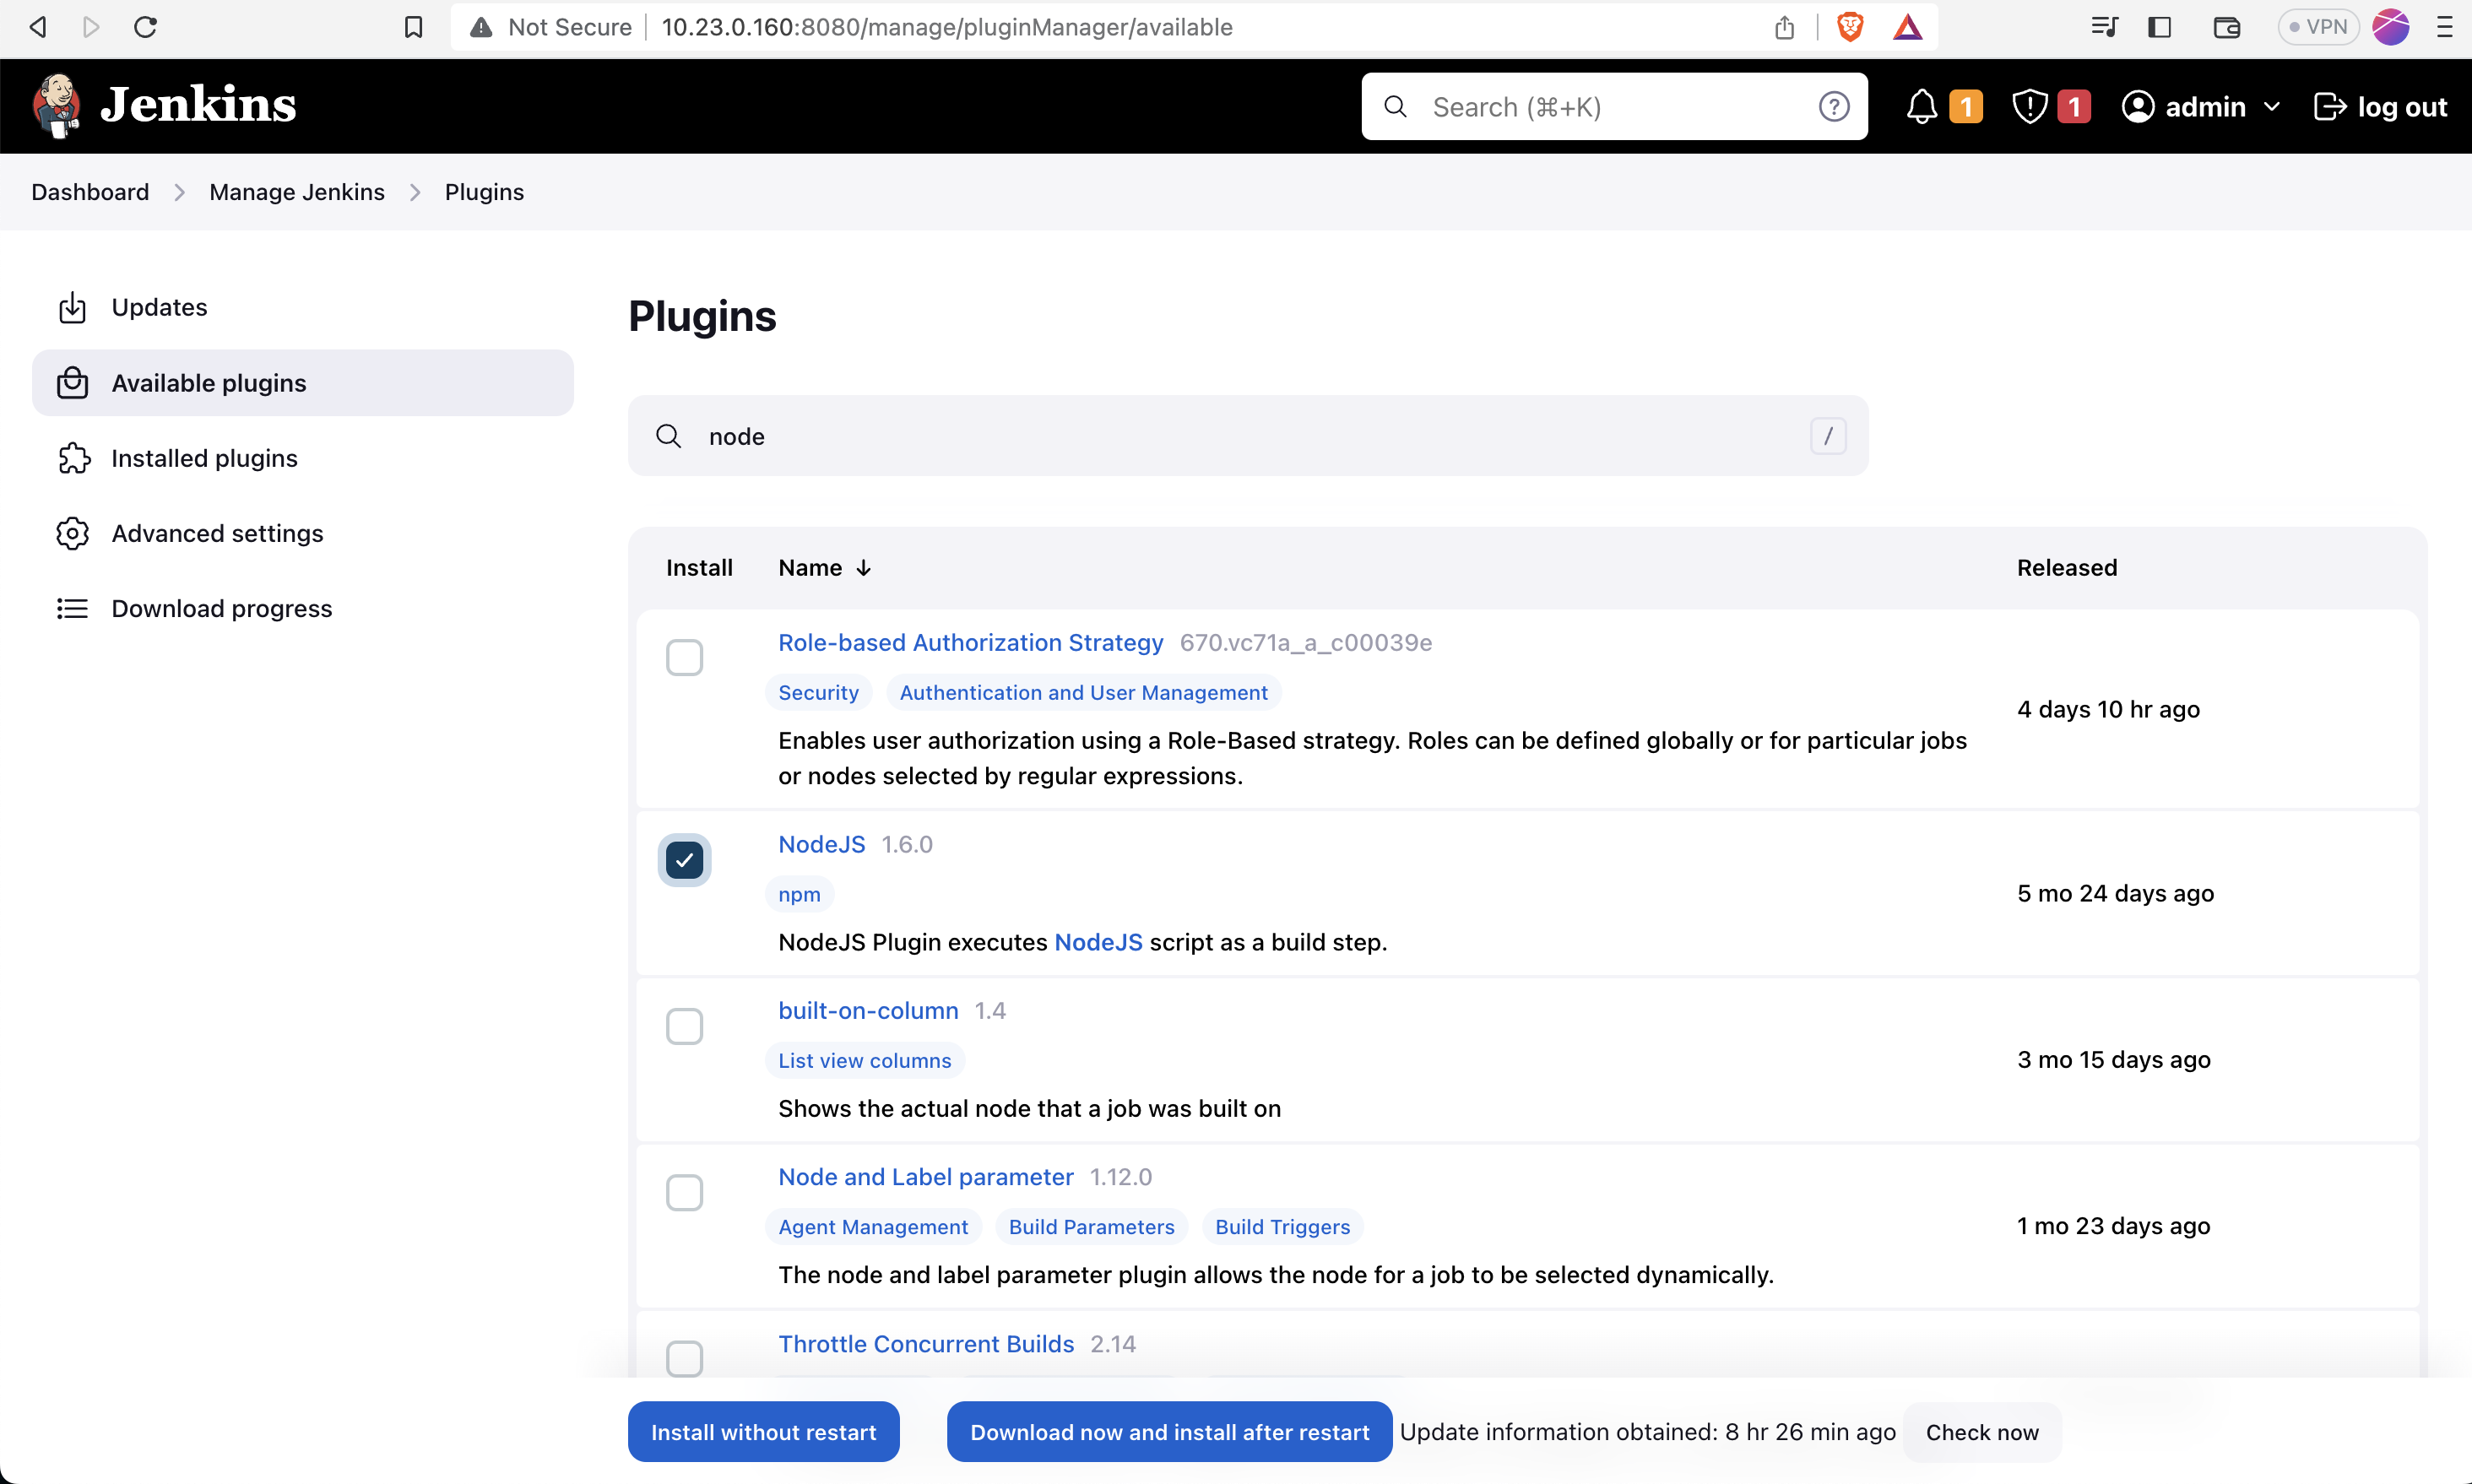 Not Secure 10.23.0.160:8080/manage/pluginManager/available VPN
Jenkins Search (⌘+K) ? 1 1 admin log out
Dashboard Manage Jenkins Plugins
Updates
Available plugins
Installed plugins
Advanced settings
Download progress
Plugins
node /
Install Name ↓ Released
Role-based Authorization Strategy 670.vc71a_a_c00039e
Security Authentication and User Management
Enables user authorization using a Role-Based strategy. Roles can be defined globally or for particular jobs
or nodes selected by regular expressions.
4 days 10 hr ago
NodeJS 1.6.0
npm
NodeJS Plugin executes NodeJS script as a build step.
5 mo 24 days ago
built-on-column 1.4
List view columns
Shows the actual node that a job was built on
3 mo 15 days ago
Node and Label parameter 1.12.0
Agent Management Build Parameters Build Triggers
The node and label parameter plugin allows the node for a job to be selected dynamically.
1 mo 23 days ago
Throttle Concurrent Builds 2.14
Install without restart Download now and install after restart Update information obtained: 8 hr 26 min ago Check now